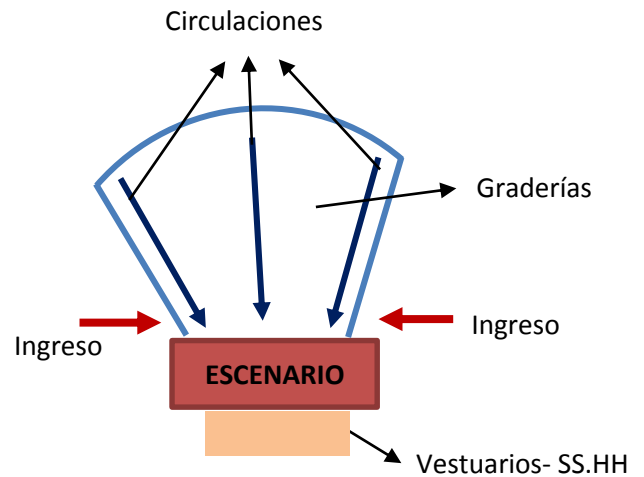 Circulaciones
Graderías
Ingreso
Ingreso
ESCENARIO
Vestuarios- SS.HH